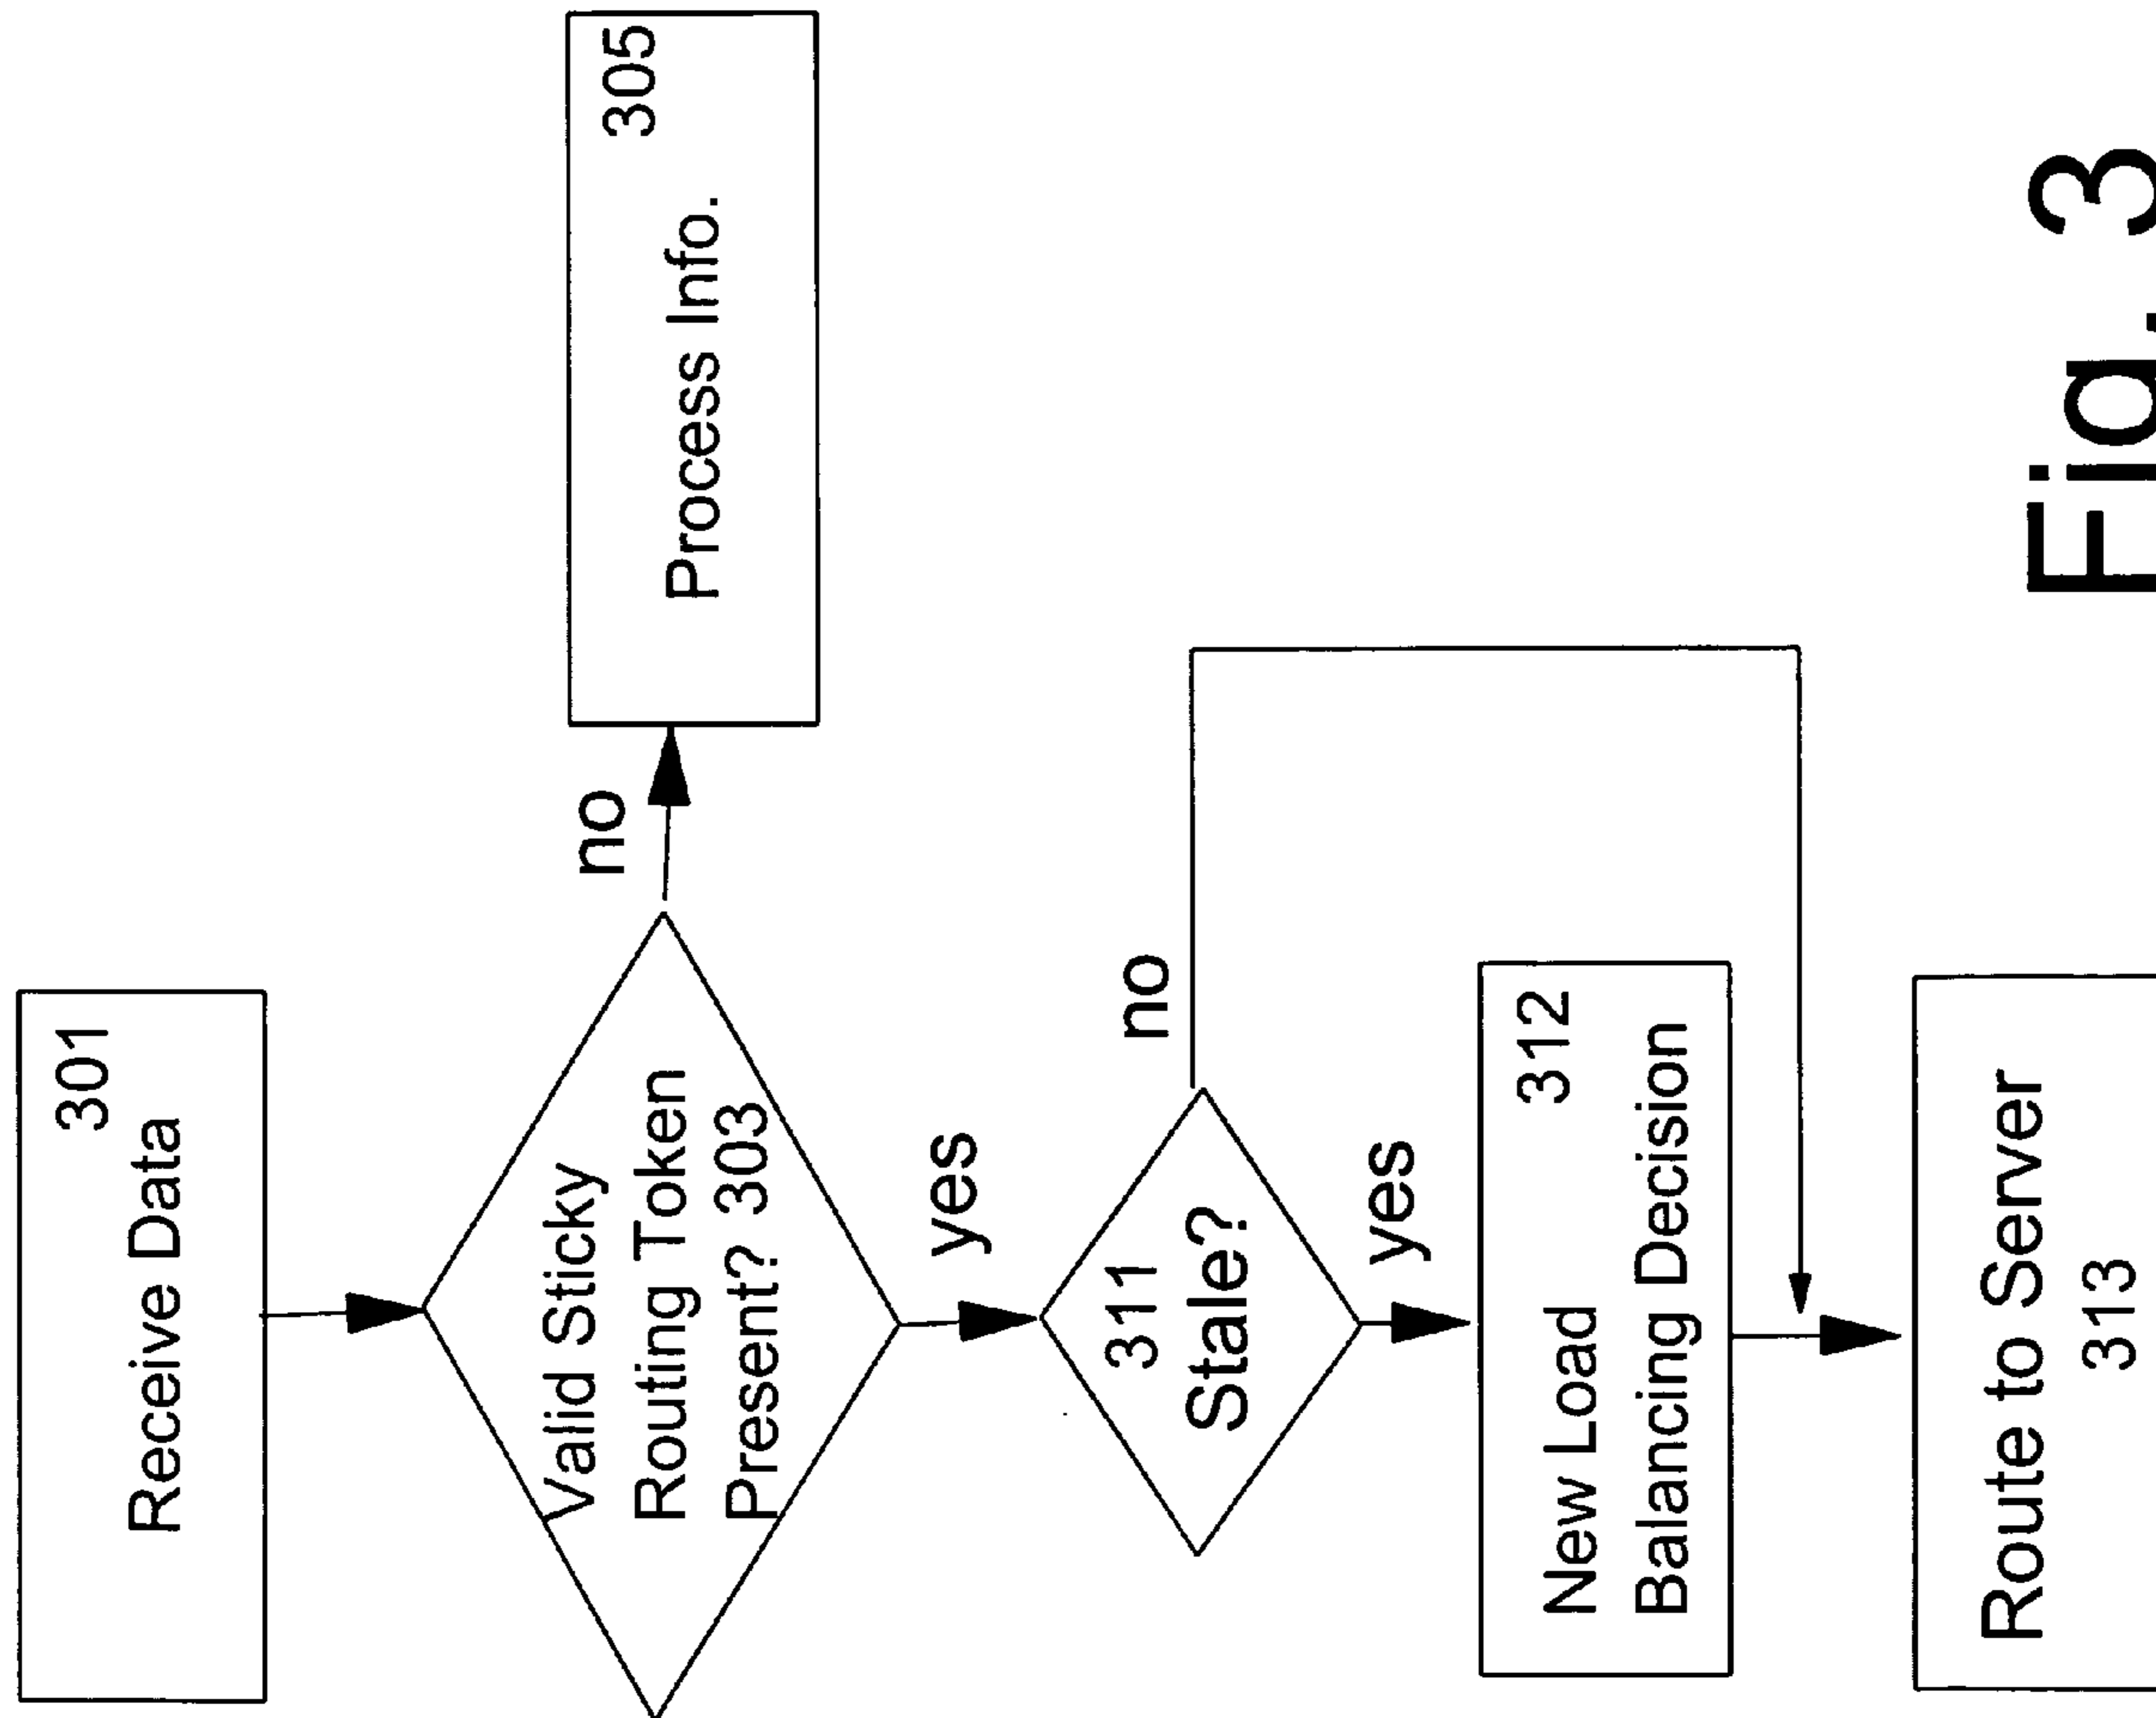 301
Receive Data
Valid Sticky
Routing Token
Present? 303
no
305
Process Info.
yes
311
Stale?
no
yes
312
New Load
Balancing Decision
Route to Server
313
Fig. 3